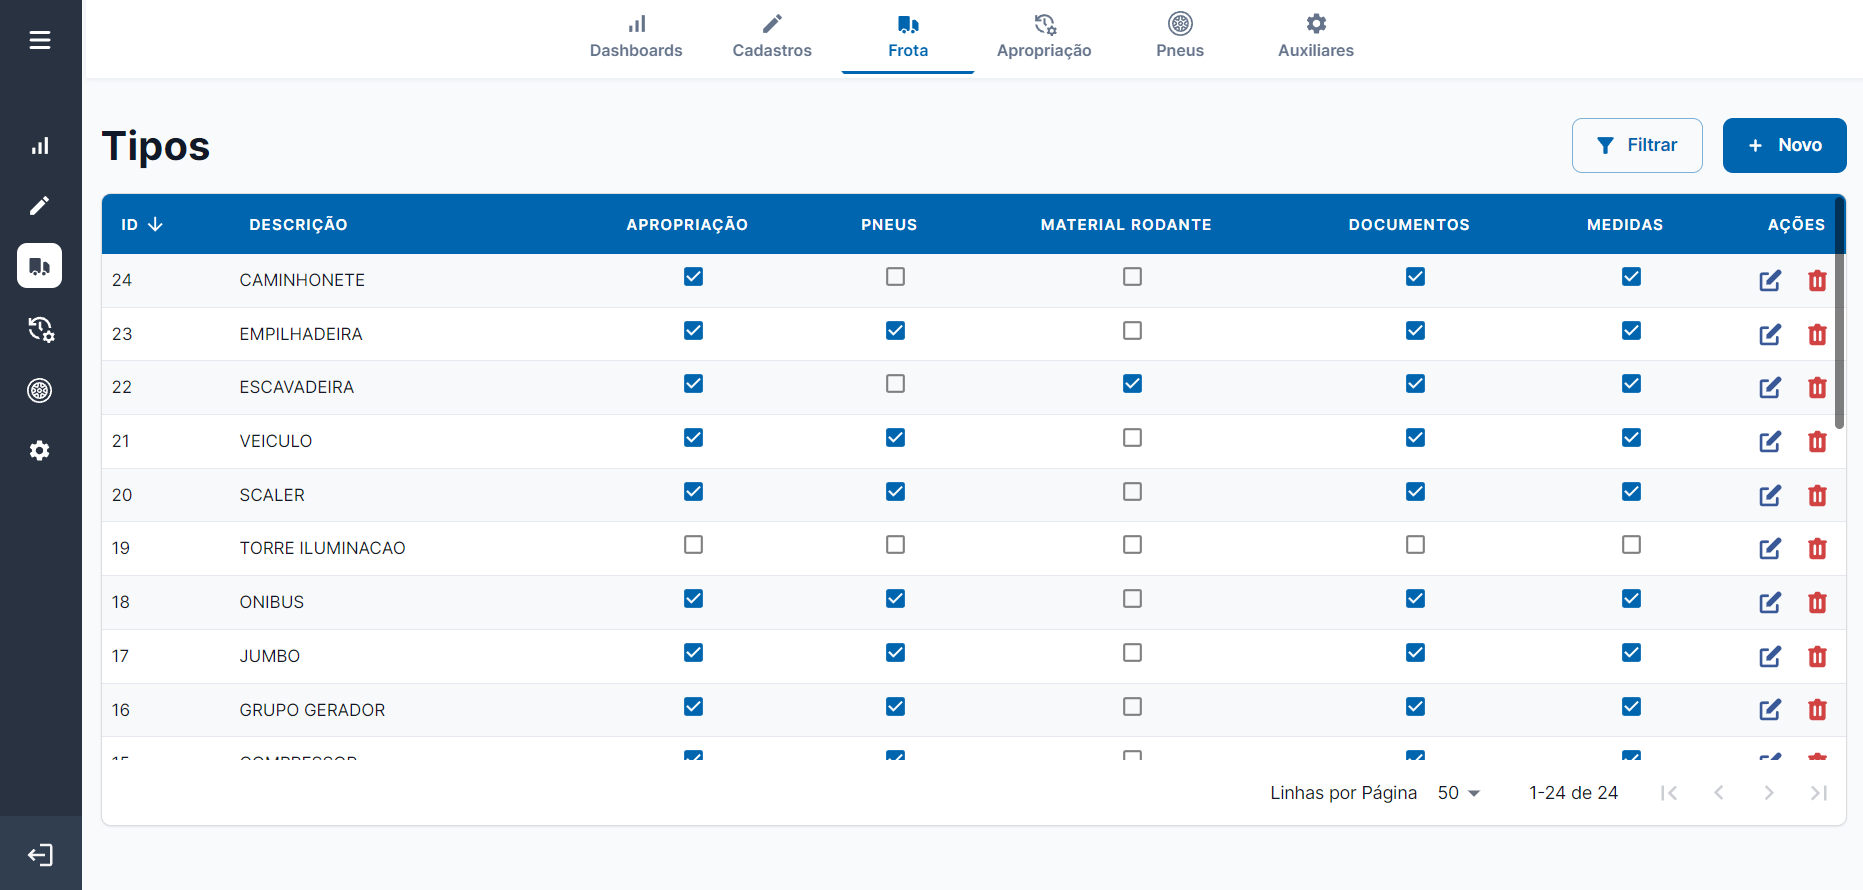 Dashboards Cadastros Frota Apropriação Pneus Auxiliares
Tipos
Filtrar
+ Novo
ID DESCRIÇÃO APROPRIAÇÃO PNEUS MATERIAL RODANTE DOCUMENTOS MEDIDAS AÇÕES
24 CAMINHONETE
23 EMPILHADEIRA
22 ESCAVADEIRA
21 VEICULO
20 SCALER
19 TORRE ILUMINACAO
18 ONIBUS
17 JUMBO
16 GRUPO GERADOR
15 COMPRESSOR
Linhas por Página 50 1-24 de 24